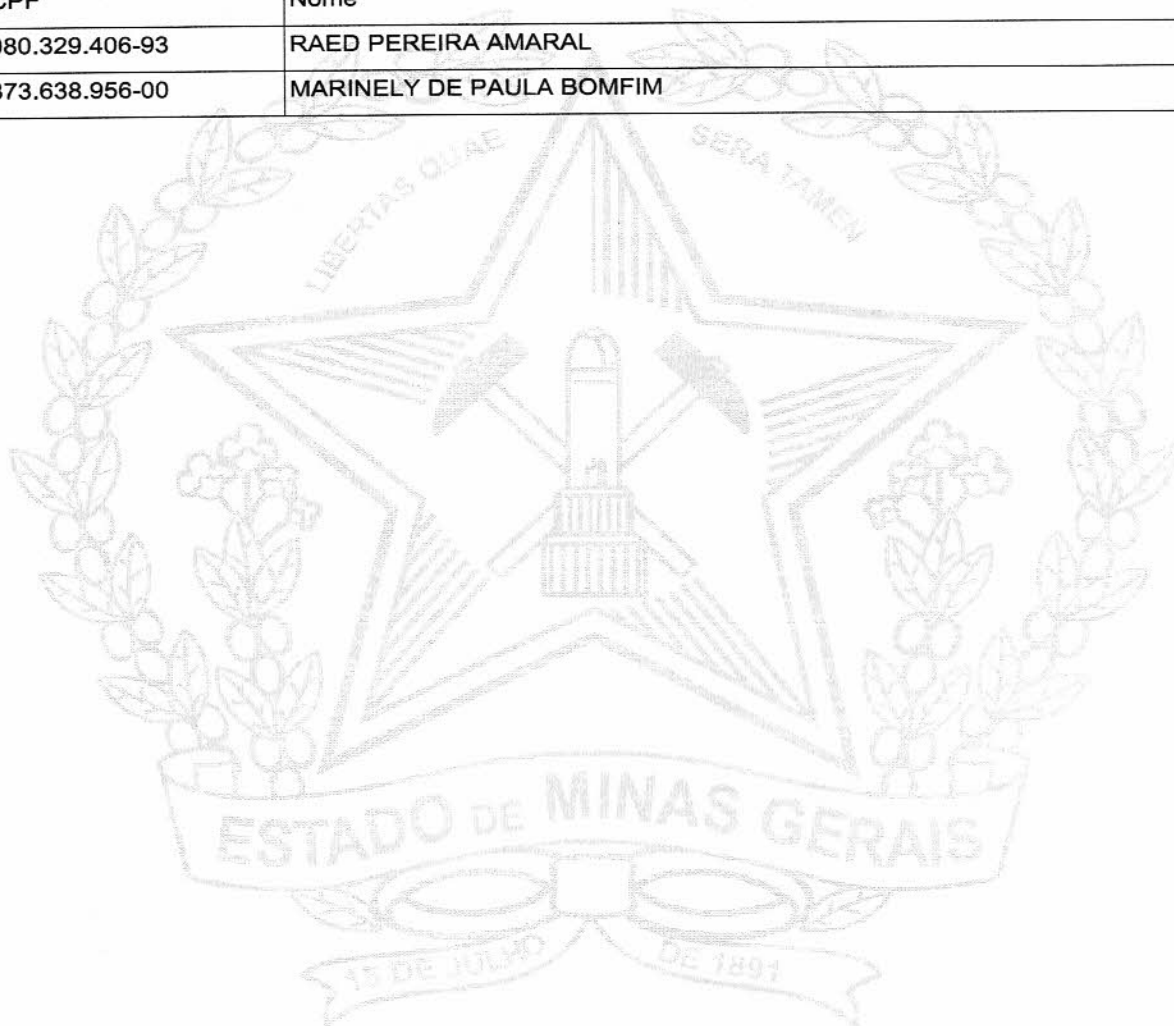 CPF Nome
080.329.406-93 RAED PEREIRA AMARAL
873.638.956-00 MARINELY DE PAULA BOMFIM
LIBERTAS QUAE SERA TAMEN
ESTADO DE MINAS GERAIS
15 DE JULHO DE 1891